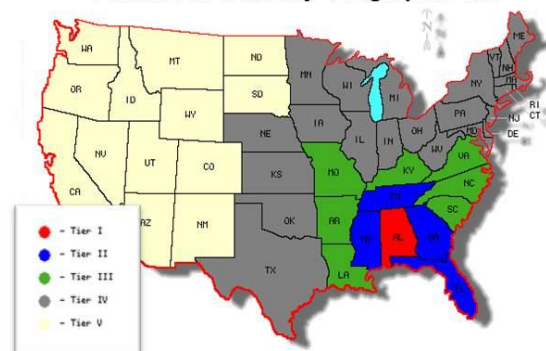 WA
MT
ND
MN
ME
VT
NH
OR
ID
SD
WI
MI
NY
MA
RI
CT
WY
IA
PA
NJ
NE
OH
MD
DE
NV
UT
CO
IL
IN
WV
VA
CA
KS
MO
KY
NC
AZ
NM
OK
AR
TN
SC
MS
AL
GA
TX
LA
FL
- Tier I
- Tier II
- Tier III
- Tier IV
- Tier V